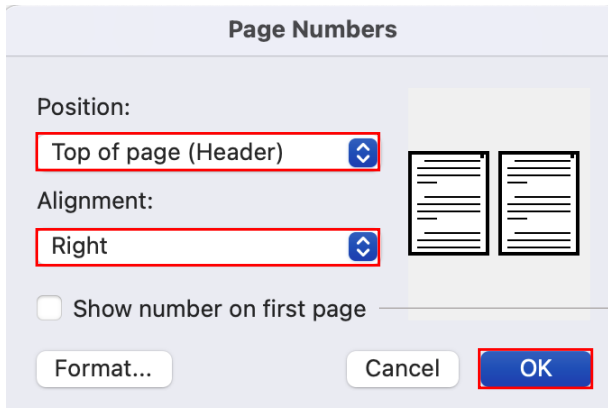 Page Numbers
Position:
Top of page (Header)
Alignment:
Right
Show number on first page
Format...
Cancel
OK